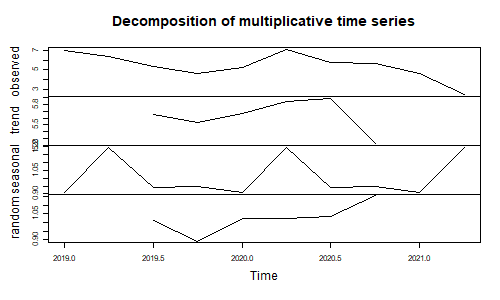 Decomposition of multiplicative time series
observed
3 5 7
trend
5.5 5.8
seasonal
0.90 1.05
random
0.90 1.05
2019.0 2019.5 2020.0 2020.5 2021.0
Time